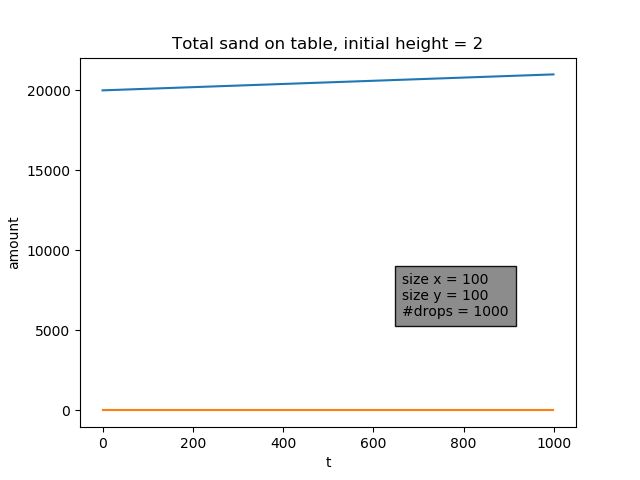 Total sand on table, initial height = 2
20000
15000
10000
5000
0
amount
size x = 100
size y = 100
#drops = 1000
0 200 400 600 800 1000
t